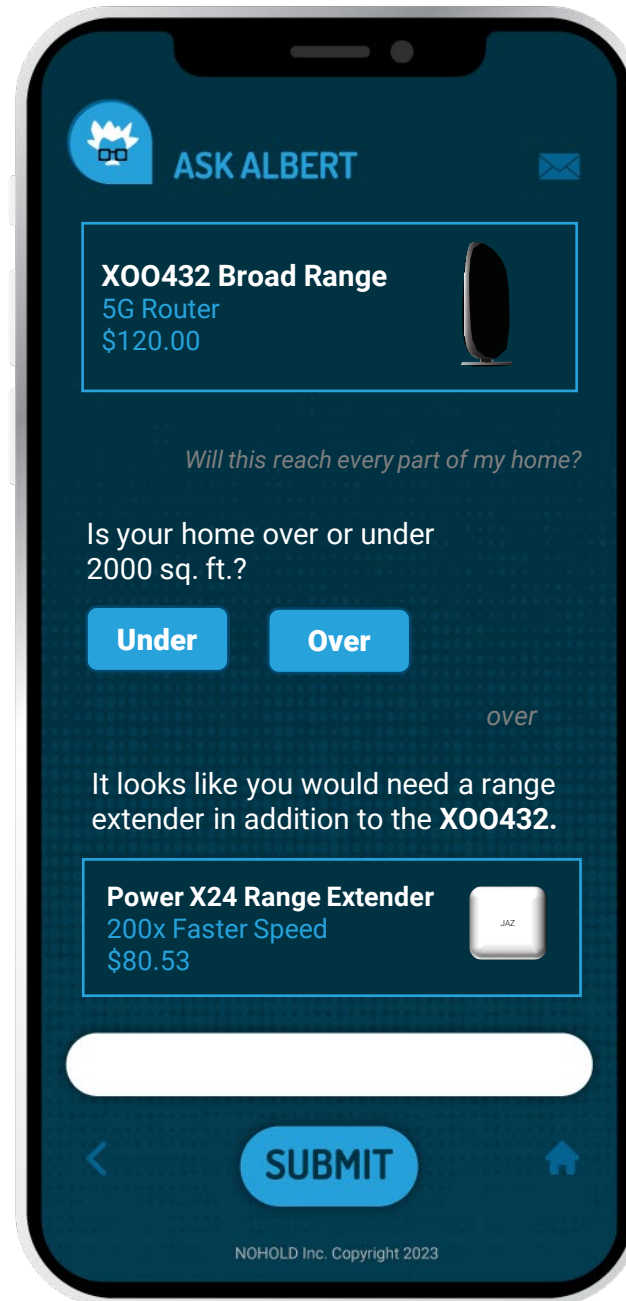 ASK ALBERT
XOO432 Broad Range
5G Router
$120.00
Will this reach every part of my home?
Is your home over or under
2000 sq. ft.?
Under
Over
over
It looks like you would need a range
extender in addition to the XOO432.
Power X24 Range Extender
200x Faster Speed
$80.53
JAZ
SUBMIT
NOHOLD Inc. Copyright 2023